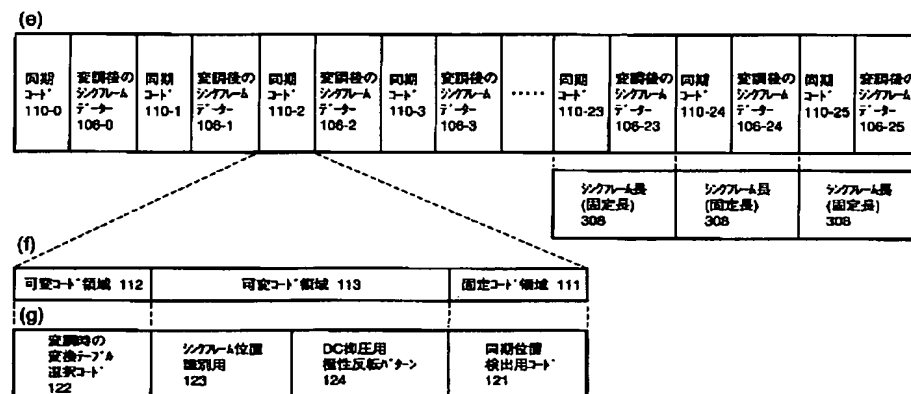 (e)
同期
コード
110-0
変調後の
シンクフレーム
データー
106-0
同期
コード
110-1
変調後の
シンクフレーム
データー
106-1
同期
コード
110-2
変調後の
シンクフレーム
データー
106-2
同期
コード
110-3
変調後の
シンクフレーム
データー
106-3
·····
同期
コード
110-23
変調後の
シンクフレーム
データー
106-23
同期
コード
110-24
変調後の
シンクフレーム
データー
106-24
同期
コード
110-25
変調後の
シンクフレーム
データー
106-25
シンクフレーム長
(固定長)
308
シンクフレーム長
(固定長)
308
シンクフレーム長
(固定長)
308
(f)
可変コード領域 112
可変コード領域 113
固定コード領域 111
(g)
変調時の
変換テーブル
選択コード
122
シンクフレーム位置
識別用
123
DC抑圧用
極性反転パターン
124
同期位置
検出用コード
121